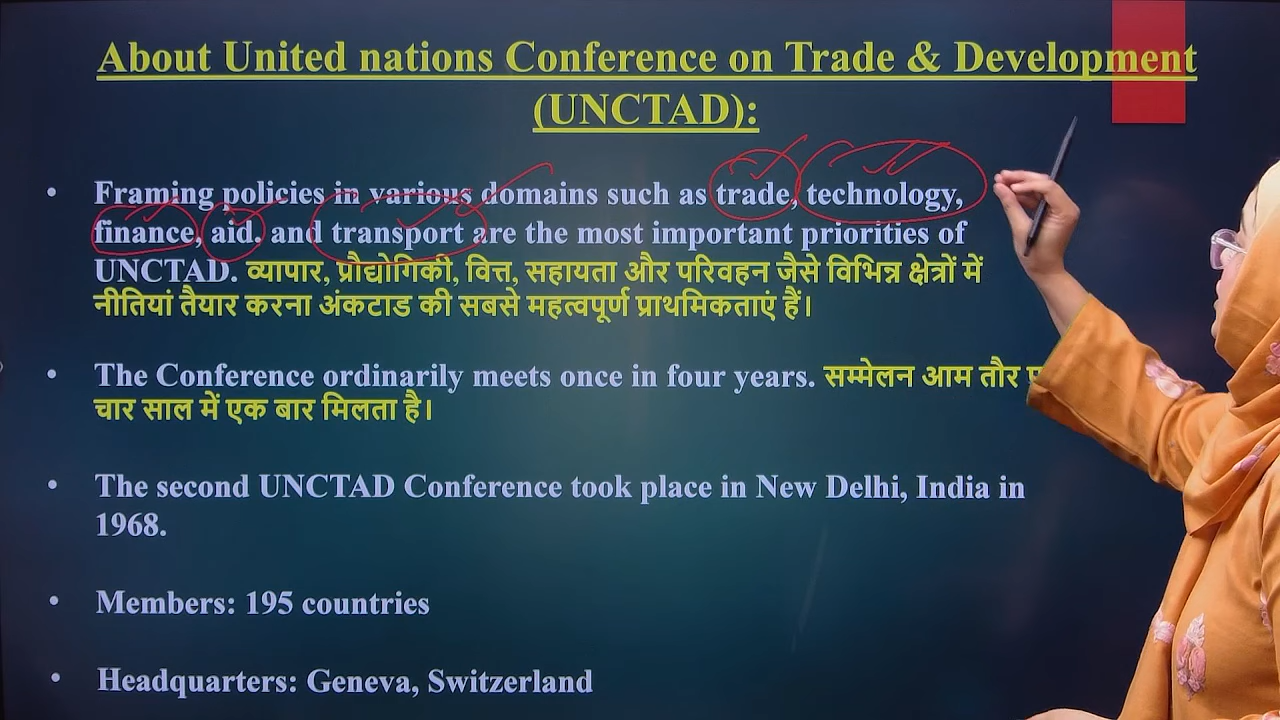 About United nations Conference on Trade & Development
(UNCTAD):
• Framing policies in various domains such as trade, technology,
finance, aid. and transport are the most important priorities of
UNCTAD. व्यापार, प्रौद्योगिकी, वित्त, सहायता और परिवहन जैसे विभिन्न क्षेत्रों में
नीतियां तैयार करना अंकटाड की सबसे महत्वपूर्ण प्राथमिकताएं हैं।
• The Conference ordinarily meets once in four years. सम्मेलन आम तौर
चार साल में एक बार मिलता है।
• The second UNCTAD Conference took place in New Delhi, India in
1968.
• Members: 195 countries
• Headquarters: Geneva, Switzerland